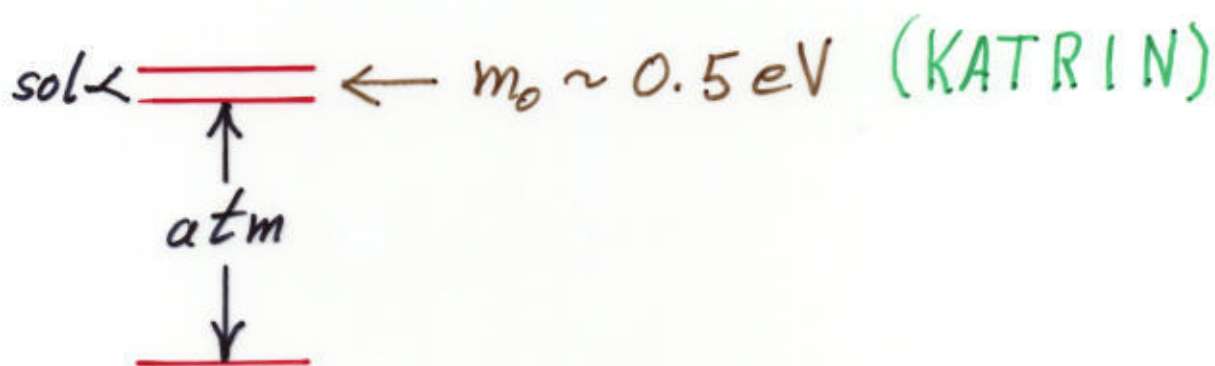 sol ← m₀ ~ 0.5 eV (KATRIN)
atm